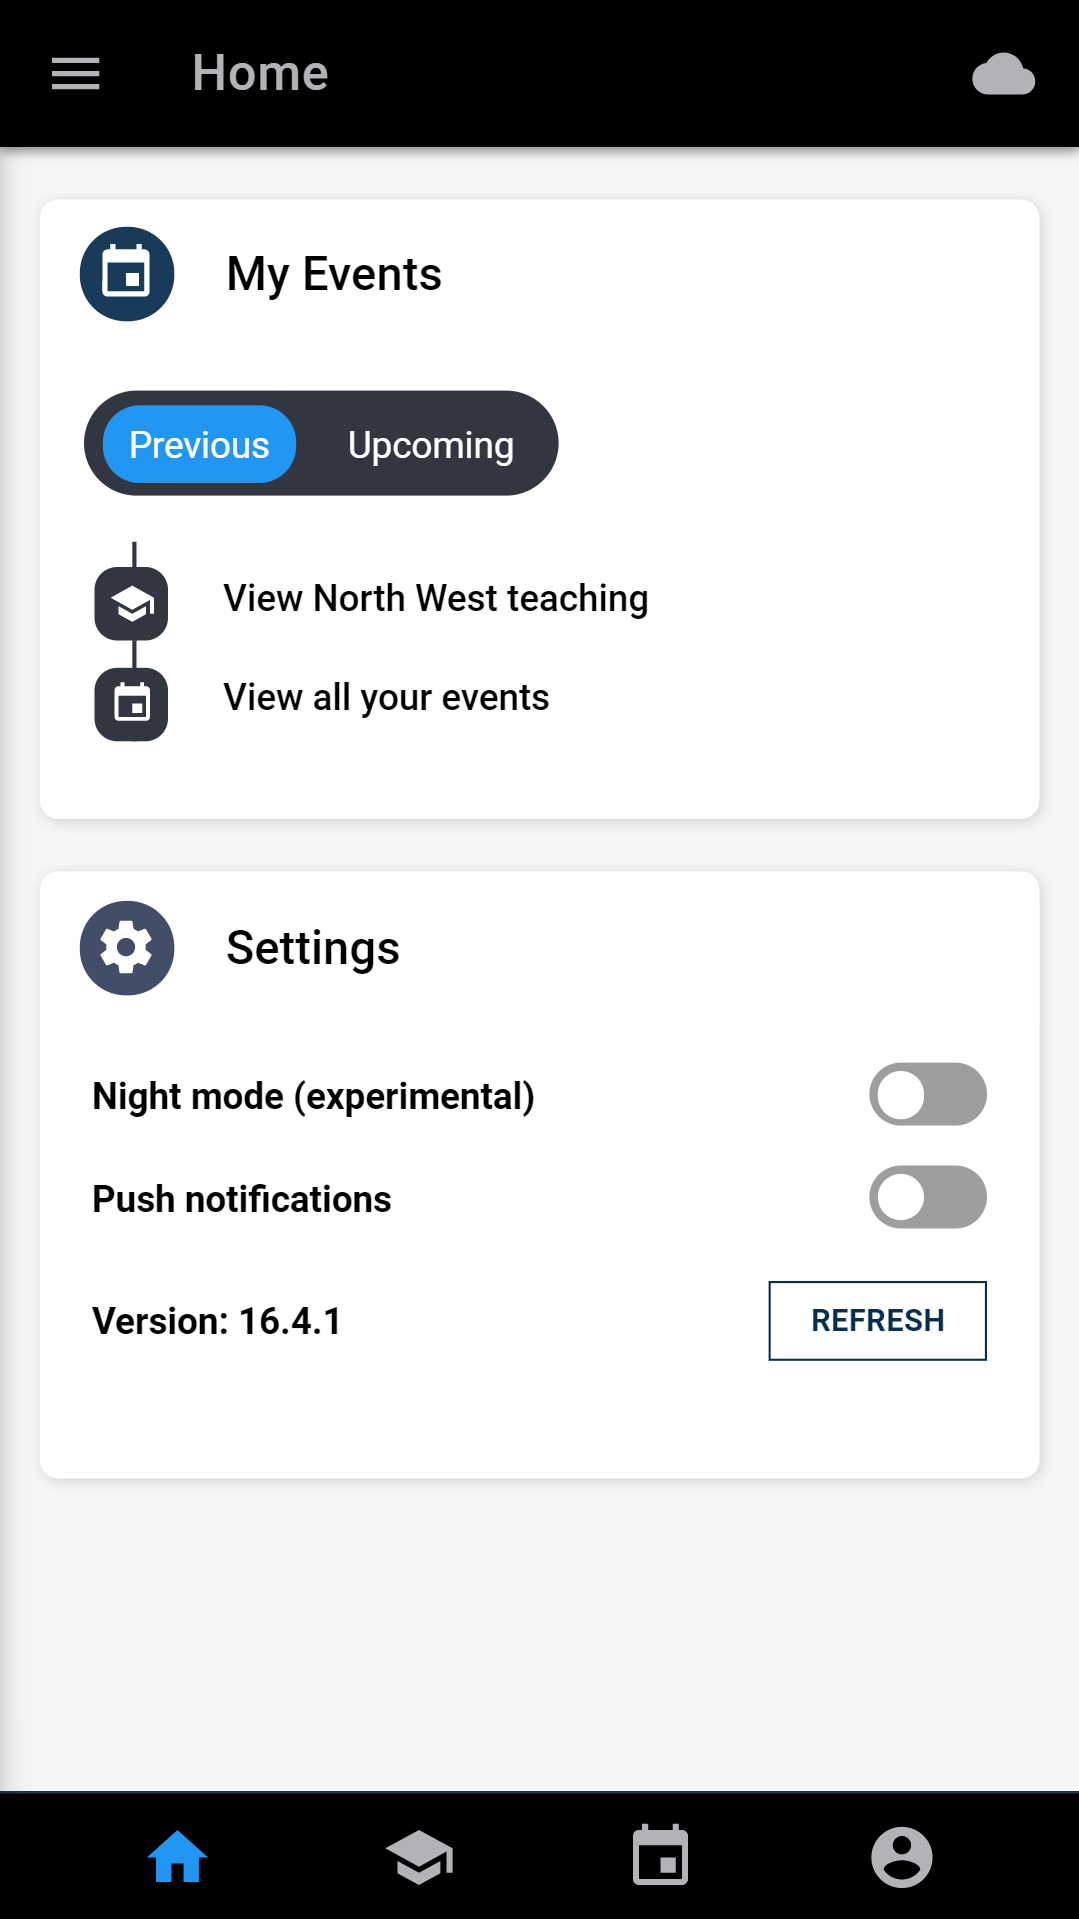 Home
My Events
Previous Upcoming
View North West teaching
View all your events
Settings
Night mode (experimental)
Push notifications
Version: 16.4.1
REFRESH